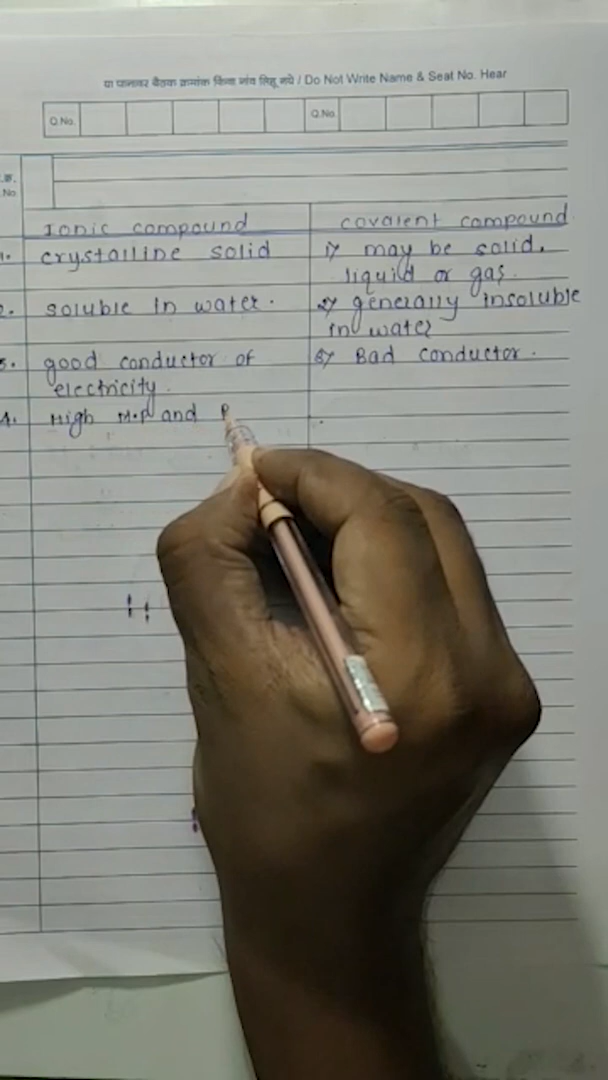 या पानावर बैठक क्रमांक किंवा नांव लिहू नये / Do Not Write Name & Seat No. Hear
Q.No. Q.No.
.क्र.
No
Ionic compound covalent compound
1. crystalline solid 1) may be solid,
liquid or gas.
2. soluble in water. 2) generally insoluble
in water
3. good conductor of 3) Bad conductor.
electricity.
4. High M.P and